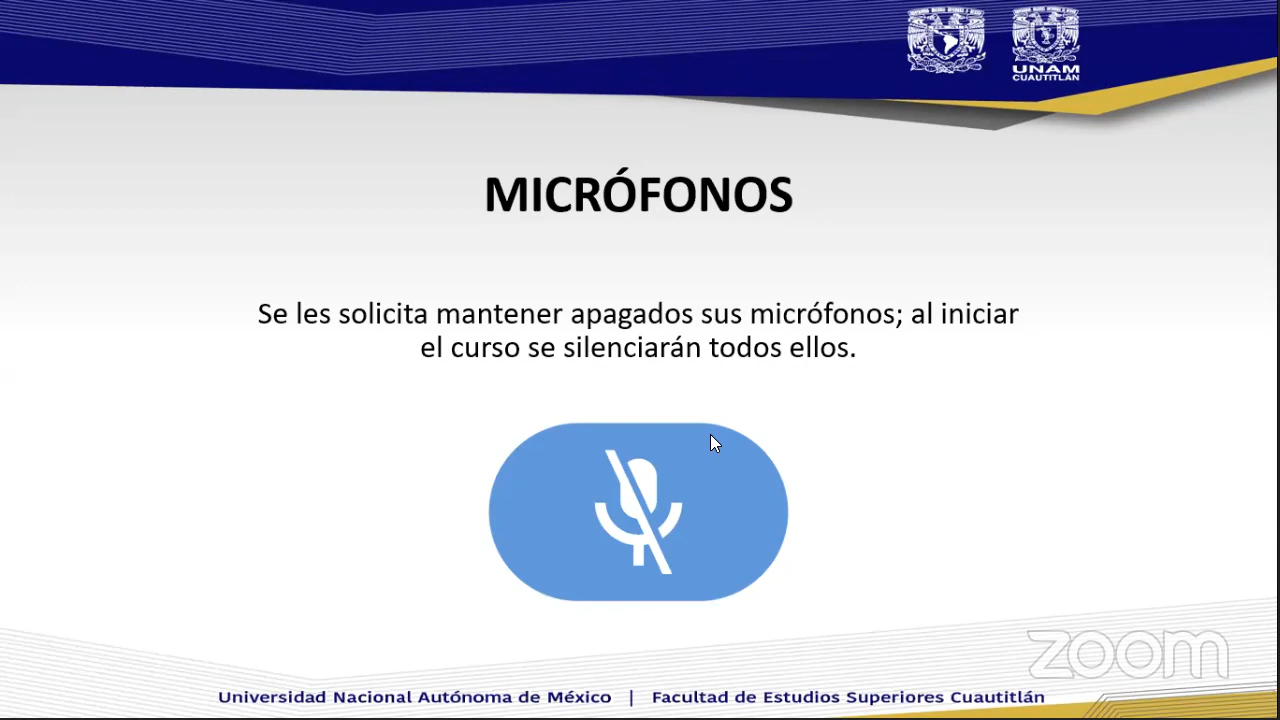 UNAM
CUAUTITLÁN
MICRÓFONOS
Se les solicita mantener apagados sus micrófonos; al iniciar
el curso se silenciarán todos ellos.
zoom
Universidad Nacional Autónoma de México | Facultad de Estudios Superiores Cuautitlán